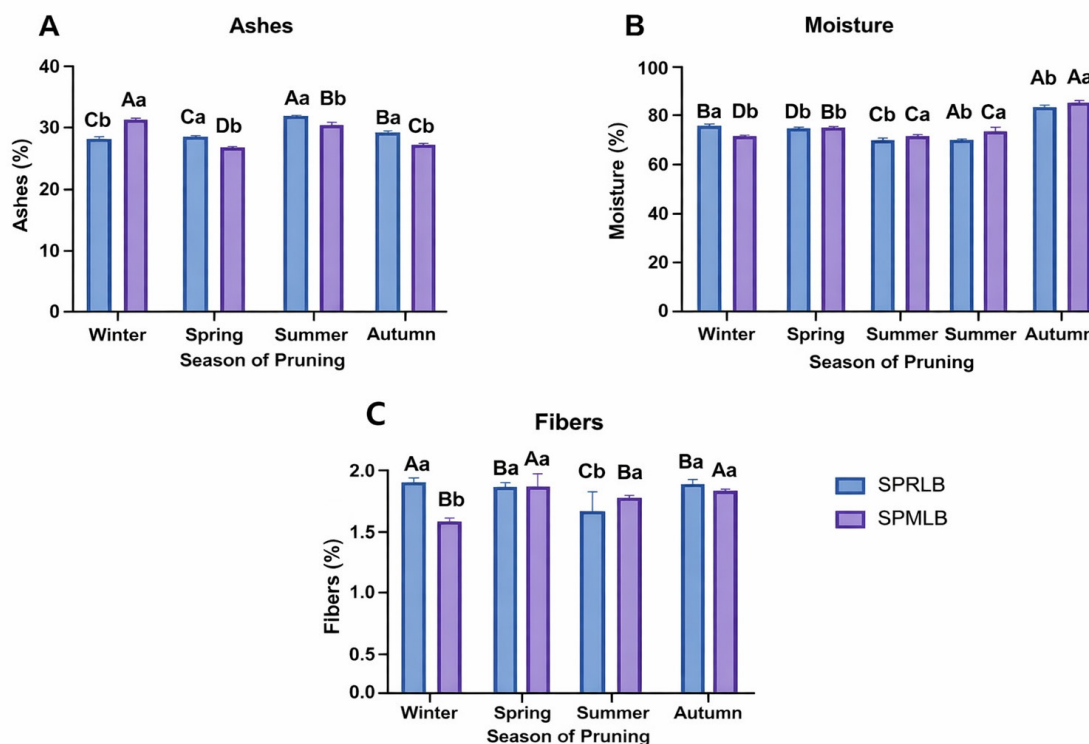 A
Ashes
40
30
20
10
0
Ashes (%)
Cb Aa Ca Db Aa Bb Ba Cb
Winter Spring Summer Autumn
Season of Pruning
B
Moisture
100
80
60
40
20
0
Moisture (%)
Ba Db Db Bb Cb Ca Ab Ca Ab Aa
Winter Spring Summer Summer Autumn
Season of Pruning
C
Fibers
2.0
1.5
1.0
0.5
0.0
Fibers (%)
Aa Bb Ba Aa Cb Ba Ba Aa
Winter Spring Summer Autumn
Season of Pruning
SPRLB
SPMLB